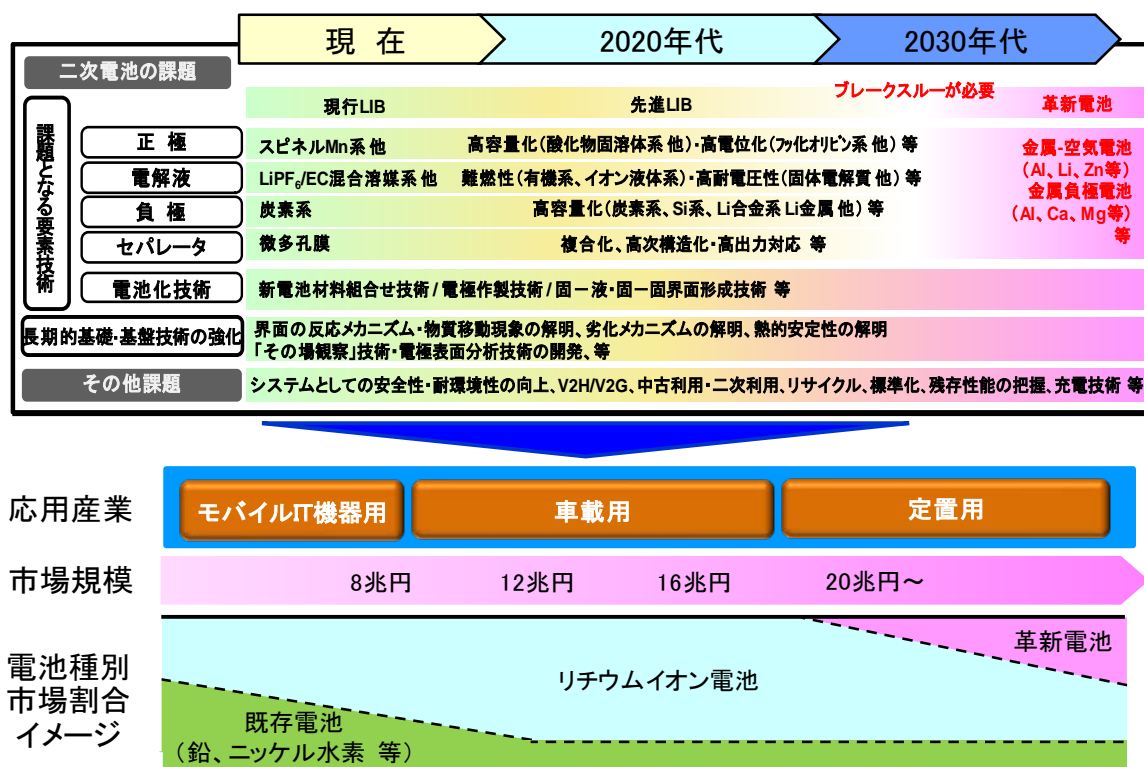 現 在
2020年代
2030年代
二次電池の課題
ブレークスルーが必要
現行LIB
先進LIB
革新電池
課題となる要素技術
正 極
スピネルMn系 他
高容量化(酸化物固溶体系 他)・高電位化(フッ化オリビン系 他) 等
金属-空気電池
(Al、Li、Zn等)
金属負極電池
(Al、Ca、Mg等)
等
電解液
LiPF6/EC混合溶媒系 他
難燃性(有機系、イオン液体系)・高耐電圧性(固体電解質 他) 等
負 極
炭素系
高容量化(炭素系、Si系、Li合金系 Li金属 他) 等
セパレータ
微多孔膜
複合化、高次構造化・高出力対応 等
電池化技術
新電池材料組合せ技術 / 電極作製技術 / 固-液・固-固界面形成技術 等
長期的基礎・基盤技術の強化
界面の反応メカニズム・物質移動現象の解明、劣化メカニズムの解明、熱的安定性の解明
「その場観察」技術・電極表面分析技術の開発、等
その他課題
システムとしての安全性・耐環境性の向上、V2H/V2G、中古利用・二次利用、リサイクル、標準化、残存性能の把握、充電技術 等
応用産業
モバイルIT機器用
車載用
定置用
市場規模
8兆円
12兆円
16兆円
20兆円~
電池種別
市場割合
イメージ
革新電池
リチウムイオン電池
既存電池
(鉛、ニッケル水素 等)